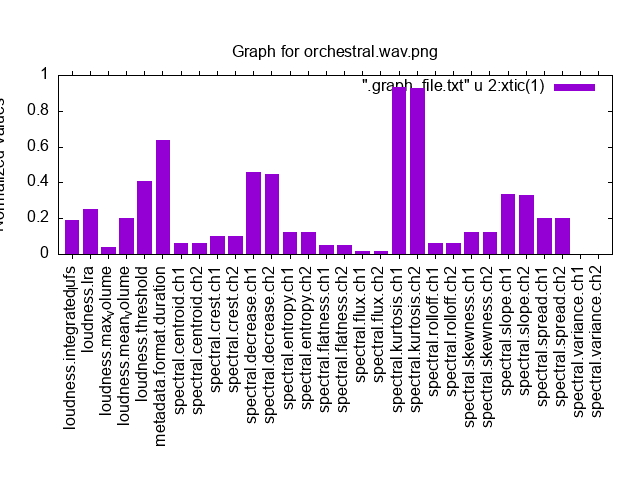 Graph for orchestral.wav.png
".graph_file.txt" u 2:xtic(1)
Normalized Values
1
0.8
0.6
0.4
0.2
0
loudness.integratedlufs
loudness.lra
loudness.maxvolume
loudness.meanvolume
loudness.threshold
metadata.format.duration
spectral.centroid.ch1
spectral.centroid.ch2
spectral.crest.ch1
spectral.crest.ch2
spectral.decrease.ch1
spectral.decrease.ch2
spectral.entropy.ch1
spectral.entropy.ch2
spectral.flatness.ch1
spectral.flatness.ch2
spectral.flux.ch1
spectral.flux.ch2
spectral.kurtosis.ch1
spectral.kurtosis.ch2
spectral.rolloff.ch1
spectral.rolloff.ch2
spectral.skewness.ch1
spectral.skewness.ch2
spectral.slope.ch1
spectral.slope.ch2
spectral.spread.ch1
spectral.spread.ch2
spectral.variance.ch1
spectral.variance.ch2